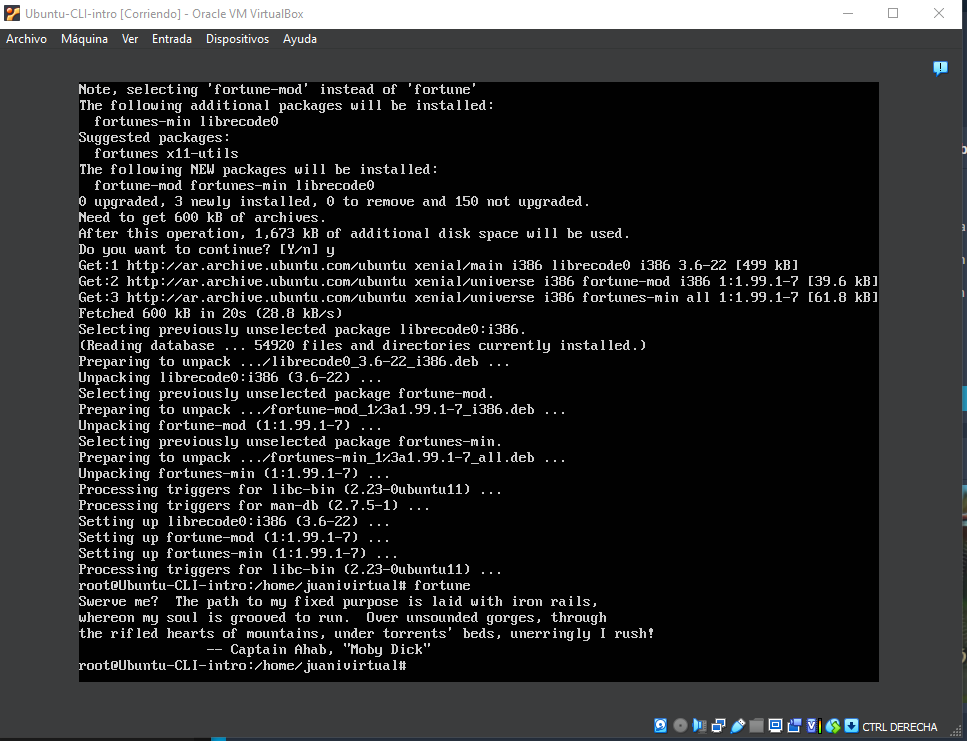 Ubuntu-CLI-intro [Corriendo] - Oracle VM VirtualBox
Archivo Máquina Ver Entrada Dispositivos Ayuda
Note, selecting 'fortune-mod' instead of 'fortune'
The following additional packages will be installed:
  fortunes-min librecode0
Suggested packages:
  fortunes x11-utils
The following NEW packages will be installed:
  fortune-mod fortunes-min librecode0
0 upgraded, 3 newly installed, 0 to remove and 150 not upgraded.
Need to get 600 kB of archives.
After this operation, 1,673 kB of additional disk space will be used.
Do you want to continue? [Y/n] y
Get:1 http://ar.archive.ubuntu.com/ubuntu xenial/main i386 librecode0 i386 3.6-22 [499 kB]
Get:2 http://ar.archive.ubuntu.com/ubuntu xenial/universe i386 fortune-mod i386 1:1.99.1-7 [39.6 kB]
Get:3 http://ar.archive.ubuntu.com/ubuntu xenial/universe i386 fortunes-min all 1:1.99.1-7 [61.8 kB]
Fetched 600 kB in 20s (28.8 kB/s)
Selecting previously unselected package librecode0:i386.
(Reading database ... 54920 files and directories currently installed.)
Preparing to unpack .../librecode0_3.6-22_i386.deb ...
Unpacking librecode0:i386 (3.6-22) ...
Selecting previously unselected package fortune-mod.
Preparing to unpack .../fortune-mod_1%3a1.99.1-7_i386.deb ...
Unpacking fortune-mod (1:1.99.1-7) ...
Selecting previously unselected package fortunes-min.
Preparing to unpack .../fortunes-min_1%3a1.99.1-7_all.deb ...
Unpacking fortunes-min (1:1.99.1-7) ...
Processing triggers for libc-bin (2.23-0ubuntu11) ...
Processing triggers for man-db (2.7.5-1) ...
Setting up librecode0:i386 (3.6-22) ...
Setting up fortune-mod (1:1.99.1-7) ...
Setting up fortunes-min (1:1.99.1-7) ...
Processing triggers for libc-bin (2.23-0ubuntu11) ...
root@Ubuntu-CLI-intro:/home/juanivirtual# fortune
Swerve me?  The path to my fixed purpose is laid with iron rails,
whereon my soul is grooved to run.  Over unsounded gorges, through
the rifled hearts of mountains, under torrents' beds, unerringly I rush!
                -- Captain Ahab, "Moby Dick"
root@Ubuntu-CLI-intro:/home/juanivirtual#
CTRL DERECHA